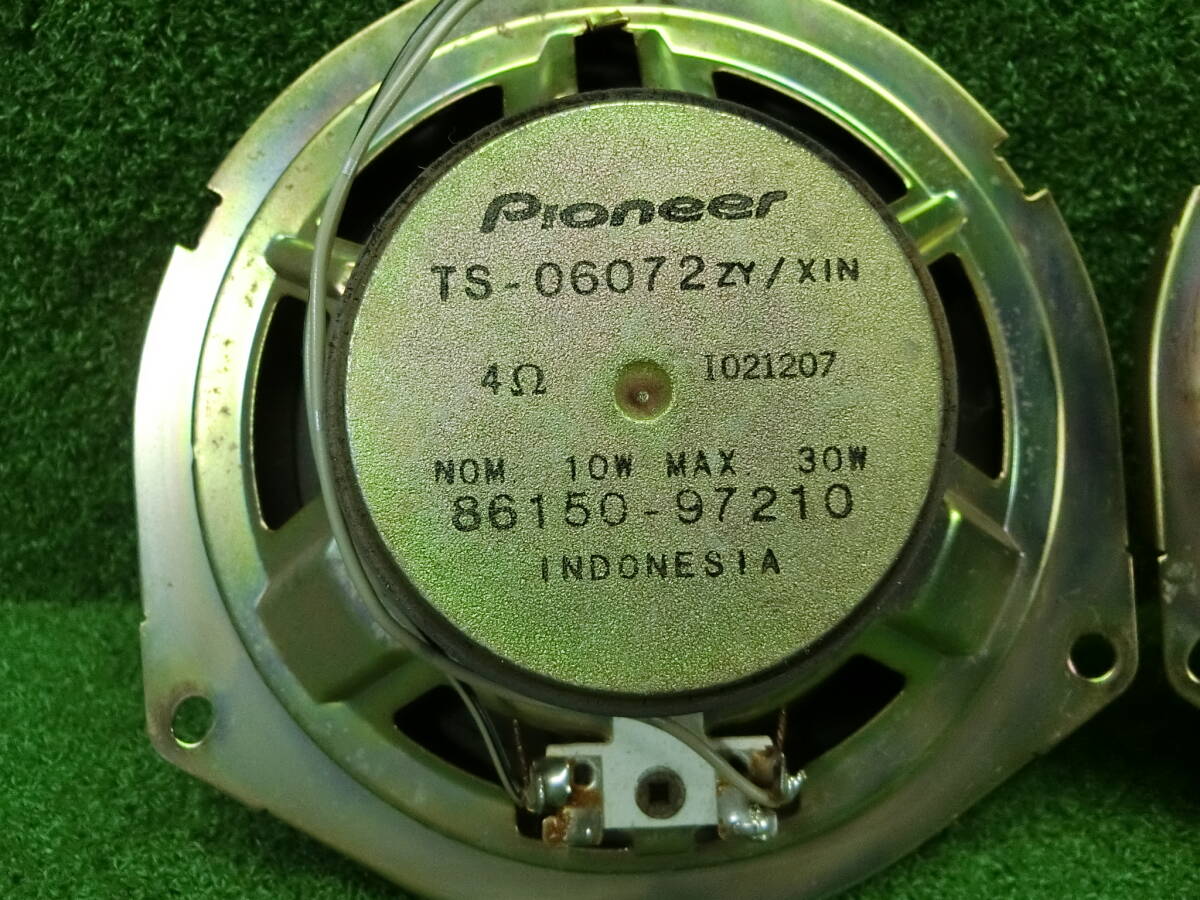 Pioneer
TS-06072ZY/XIN
4Ω I021207
NOM 10W MAX. 30W
86150-97210
INDONESIA